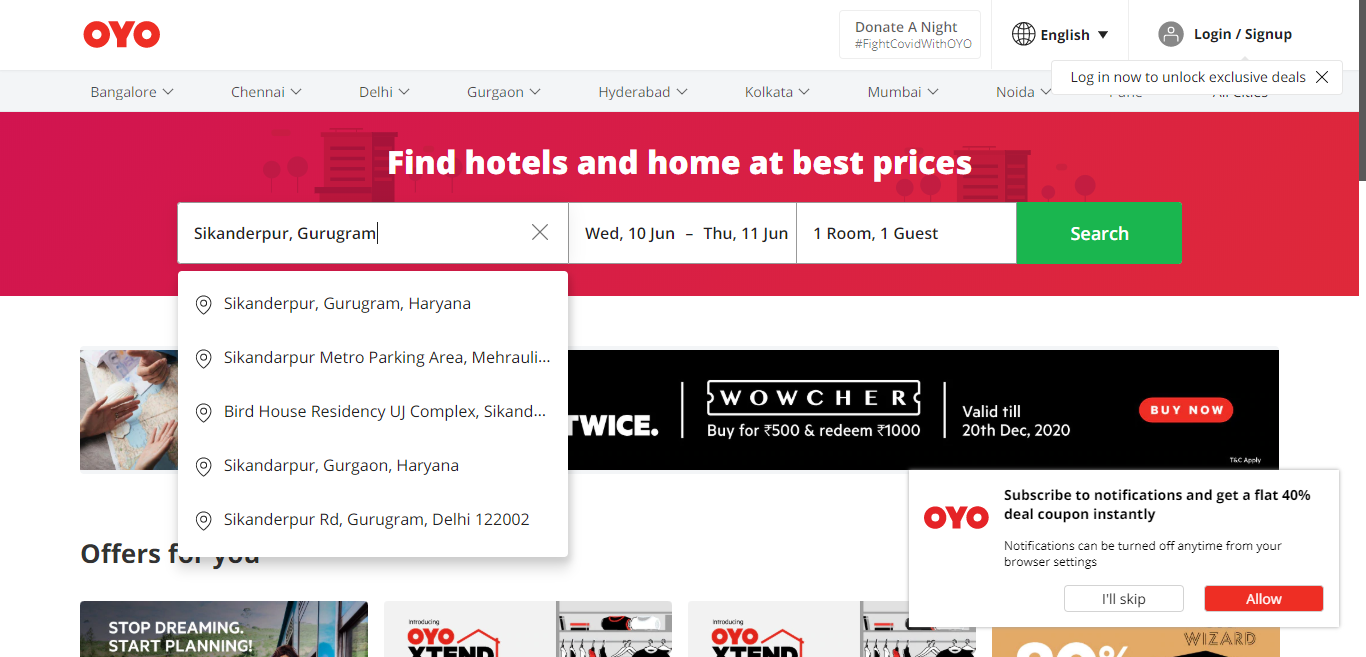 OYO
Donate A Night
#FightCovidWithOYO
English
Login / Signup
Log in now to unlock exclusive deals
Bangalore
Chennai
Delhi
Gurgaon
Hyderabad
Kolkata
Mumbai
Noida
Pune
All Cities
Find hotels and home at best prices
Sikanderpur, Gurugram
Wed, 10 Jun – Thu, 11 Jun
1 Room, 1 Guest
Search
Sikanderpur, Gurugram, Haryana
Sikandarpur Metro Parking Area, Mehrauli...
Bird House Residency UJ Complex, Sikand...
Sikandarpur, Gurgaon, Haryana
Sikanderpur Rd, Gurugram, Delhi 122002
TWICE.
WOWCHER
Buy for ₹500 & redeem ₹1000
Valid till
20th Dec, 2020
BUY NOW
T&C Apply
Offers for you
OYO
Subscribe to notifications and get a flat 40%
deal coupon instantly
Notifications can be turned off anytime from your
browser settings
I'll skip
Allow
STOP DREAMING.
START PLANNING!
Introducing
OYO
XTEND
Introducing
OYO
XTEND
WIZARD